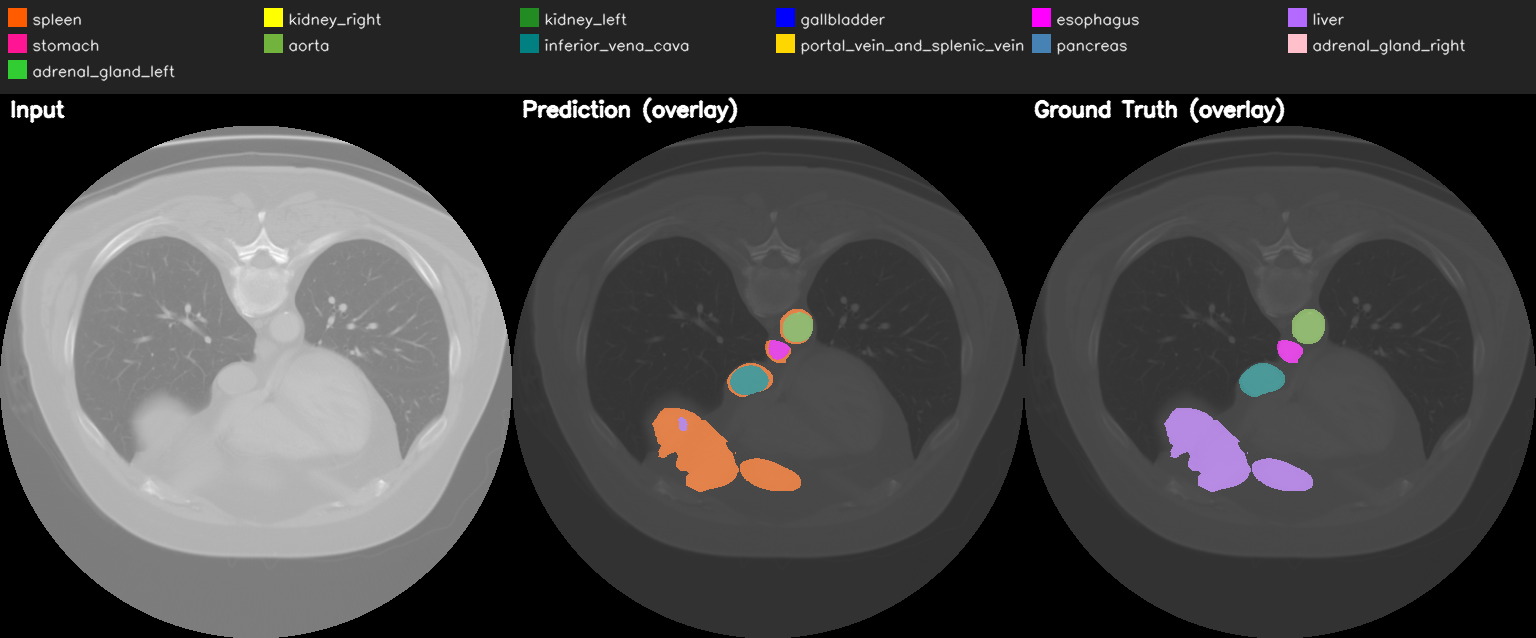 spleen kidney_right kidney_left gallbladder esophagus liver
stomach aorta inferior_vena_cava portal_vein_and_splenic_vein pancreas adrenal_gland_right
adrenal_gland_left
Input Prediction (overlay) Ground Truth (overlay)